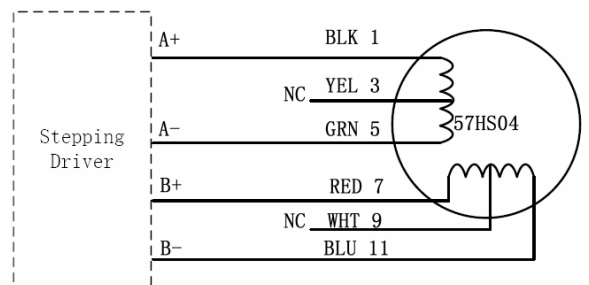 A+ BLK 1
NC YEL 3
A- GRN 5
57HS04
Stepping
Driver
B+ RED 7
NC WHT 9
B- BLU 11